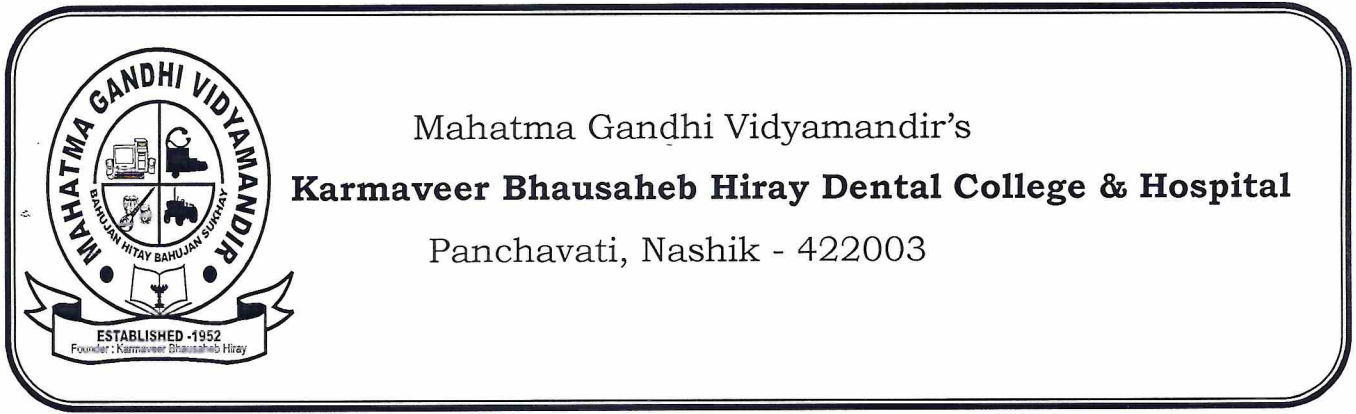 MAHATMA GANDHI VIDYAMANDIR
BAHUJAN HITAY BAHUJAN SUKHAY
ESTABLISHED -1952
Founder : Karmaveer Bhausaheb Hiray
Mahatma Gandhi Vidyamandir’s
Karmaveer Bhausaheb Hiray Dental College & Hospital
Panchavati, Nashik - 422003